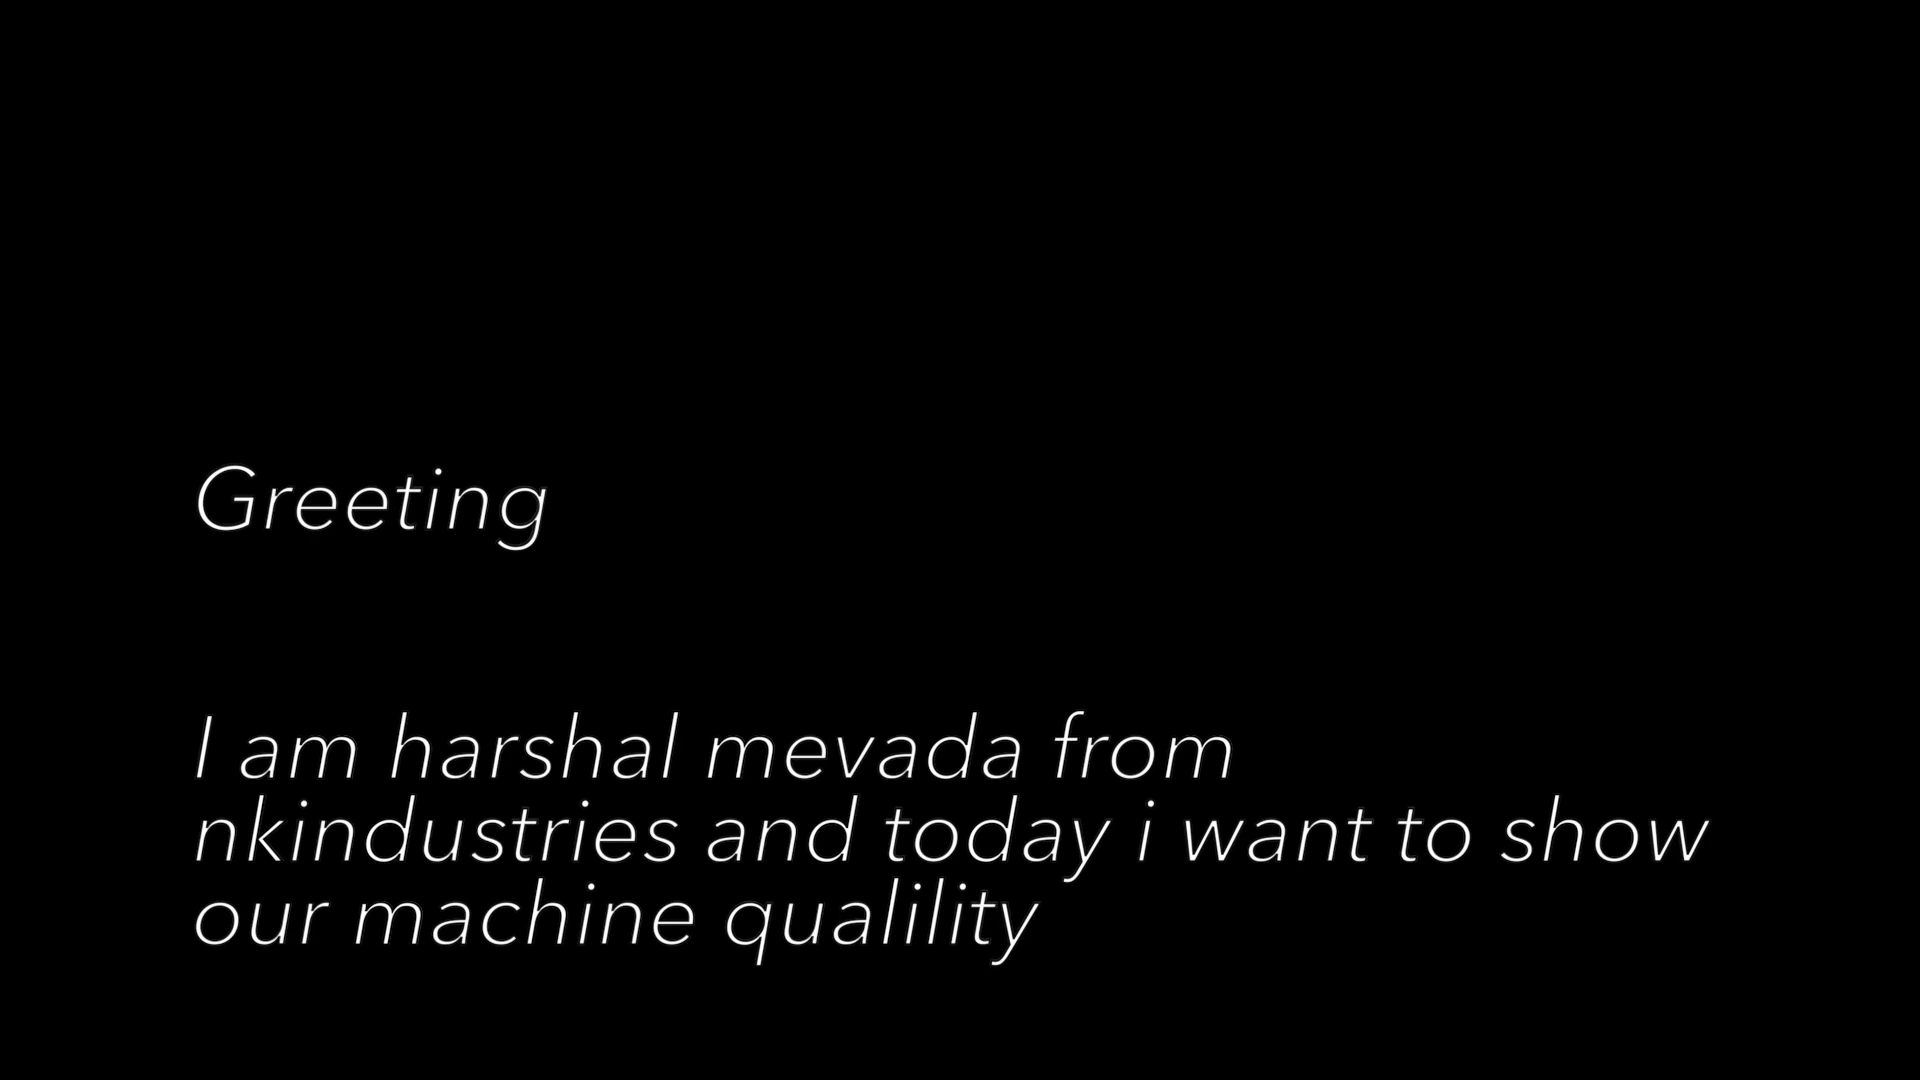 Greeting
I am harshal mevada from
nkindustries and today i want to show
our machine qualility